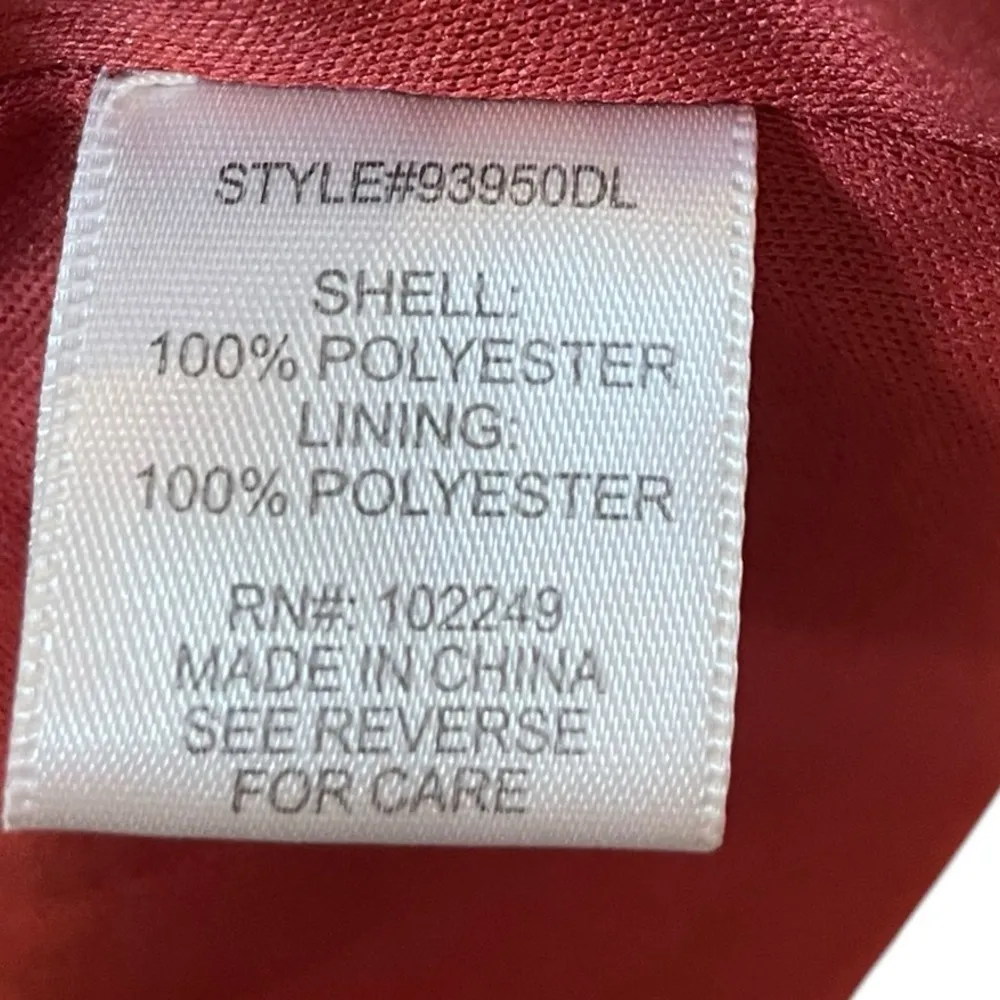 STYLE#93950DL
SHELL:
100% POLYESTER
LINING:
100% POLYESTER
RN#: 102249
MADE IN CHINA
SEE REVERSE
FOR CARE